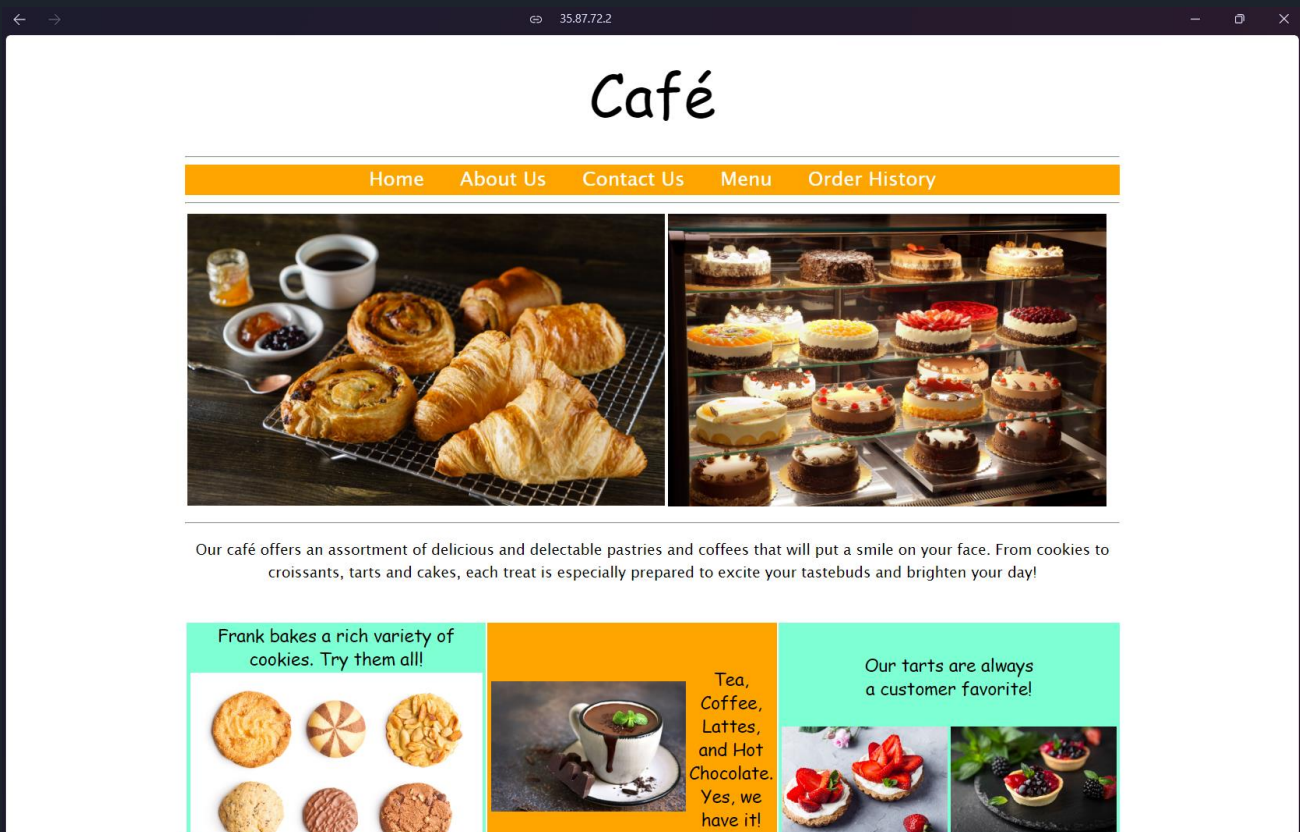 35.87.72.2
Café
Home About Us Contact Us Menu Order History
Our café offers an assortment of delicious and delectable pastries and coffees that will put a smile on your face. From cookies to
croissants, tarts and cakes, each treat is especially prepared to excite your tastebuds and brighten your day!
Frank bakes a rich variety of
cookies. Try them all!
Tea,
Coffee,
Lattes,
and Hot
Chocolate.
Yes, we
have it!
Our tarts are always
a customer favorite!